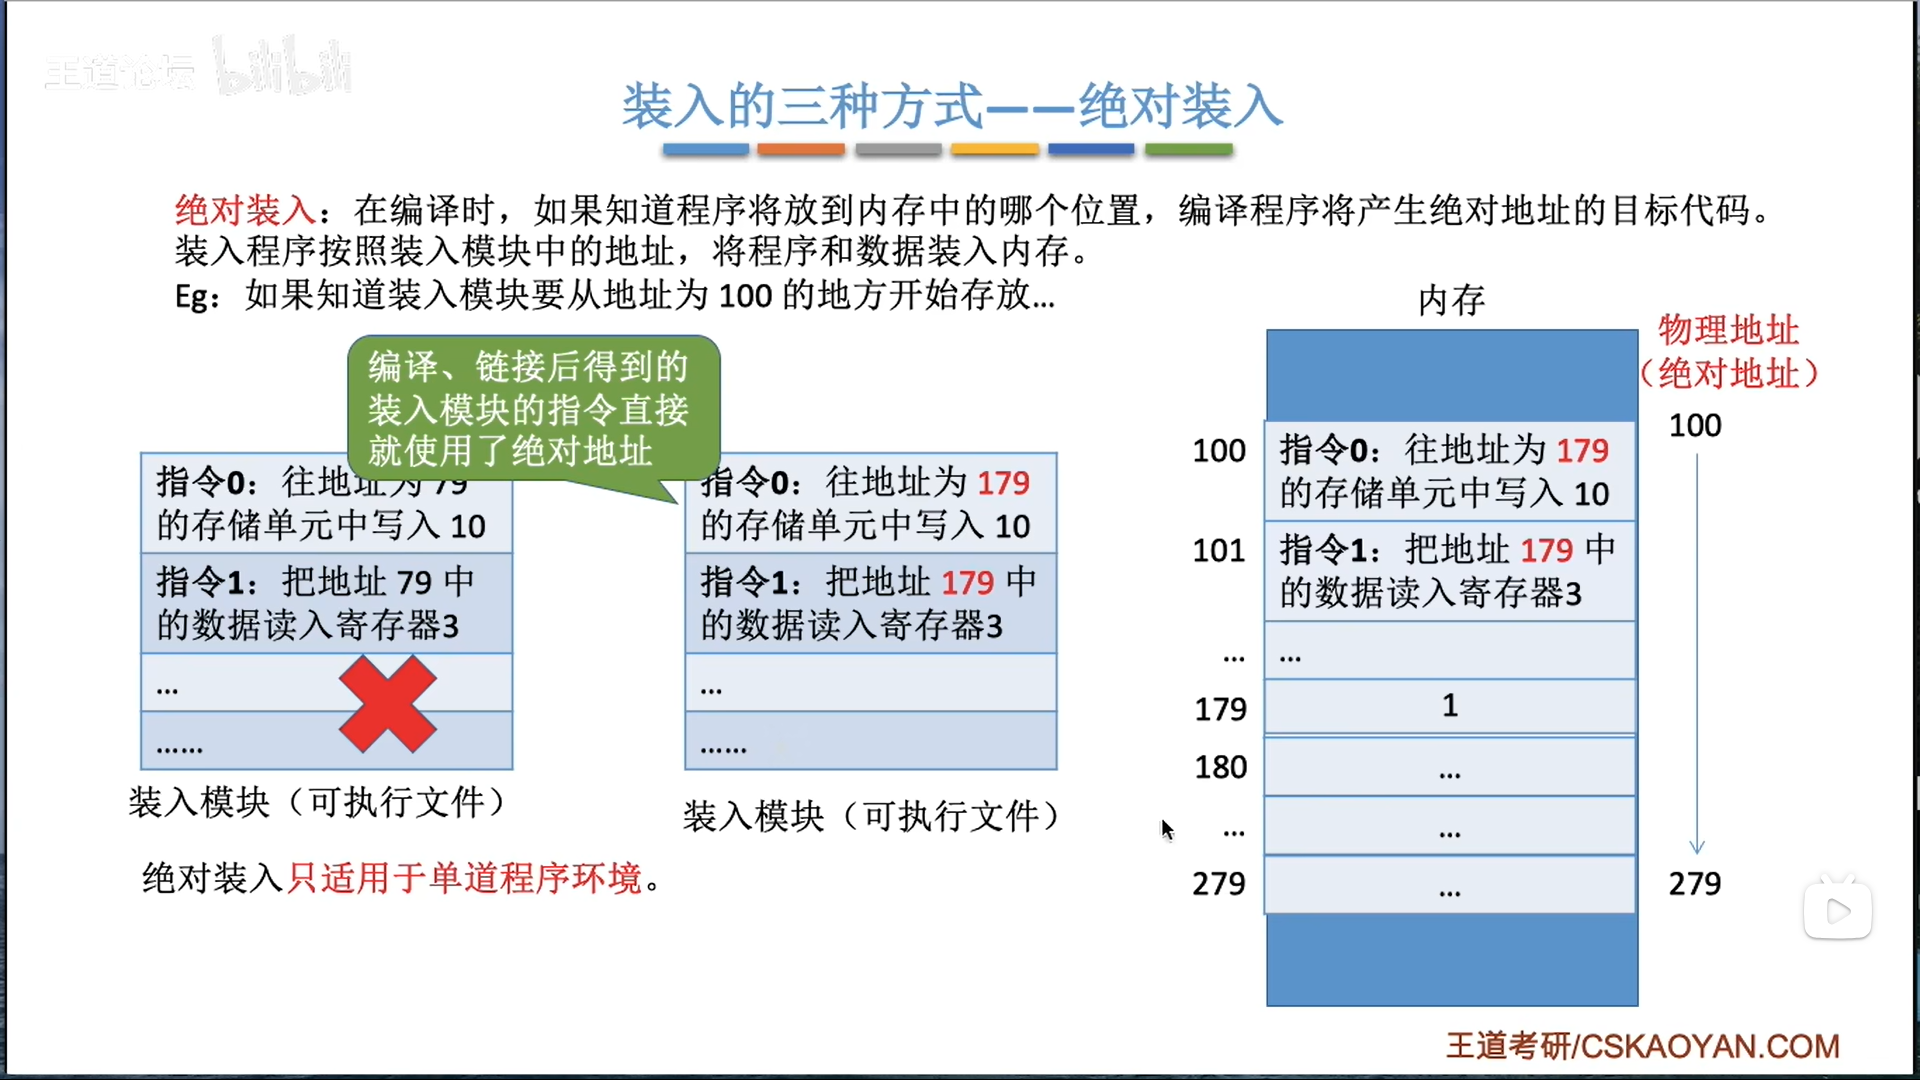 王道论坛 bilibili
装入的三种方式——绝对装入
绝对装入：在编译时，如果知道程序将放到内存中的哪个位置，编译程序将产生绝对地址的目标代码。
装入程序按照装入模块中的地址，将程序和数据装入内存。
Eg：如果知道装入模块要从地址为 100 的地方开始存放...
编译、链接后得到的
装入模块的指令直接
就使用了绝对地址
指令0：往地址为 79
的存储单元中写入 10
指令1：把地址 79 中
的数据读入寄存器3
...
......
装入模块（可执行文件）
指令0：往地址为 179
的存储单元中写入 10
指令1：把地址 179 中
的数据读入寄存器3
...
......
装入模块（可执行文件）
绝对装入只适用于单道程序环境。
内存
物理地址
（绝对地址）
100
100
指令0：往地址为 179
的存储单元中写入 10
101
指令1：把地址 179 中
的数据读入寄存器3
... ...
179 1
180 ...
... ...
279 ...
279
王道考研/CSKAOYAN.COM